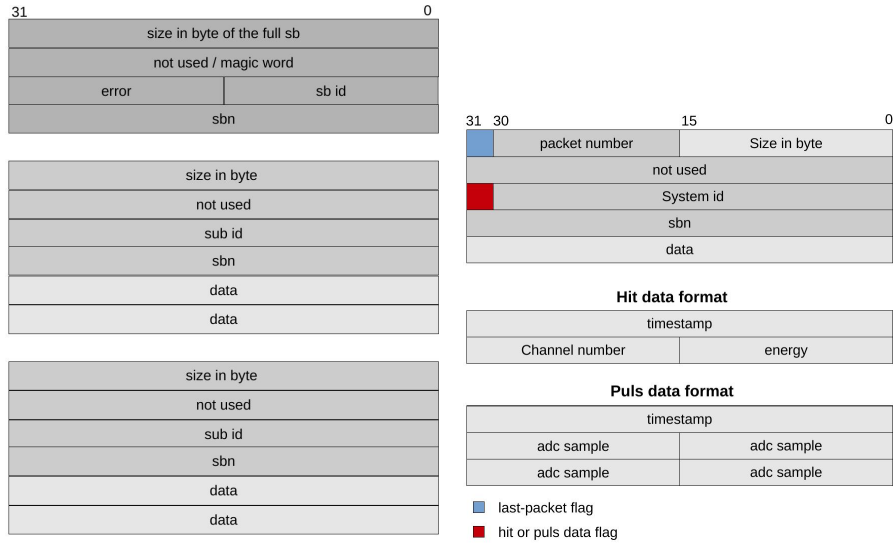 31 0
size in byte of the full sb
not used / magic word
error sb id
sbn
size in byte
not used
sub id
sbn
data
data
size in byte
not used
sub id
sbn
data
data
31 30 15 0
packet number Size in byte
not used
System id
sbn
data
Hit data format
timestamp
Channel number energy
Puls data format
timestamp
adc sample adc sample
adc sample adc sample
last-packet flag
hit or puls data flag